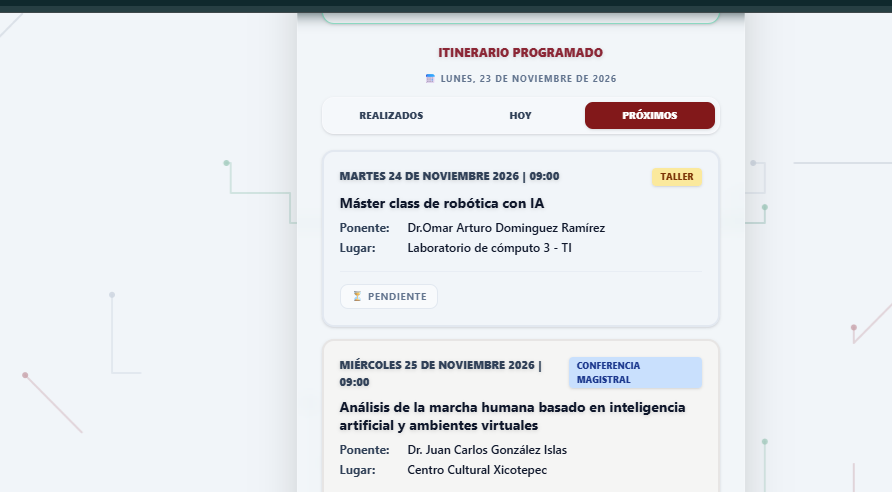 ITINERARIO PROGRAMADO
LUNES, 23 DE NOVIEMBRE DE 2026
REALIZADOS
HOY
PRÓXIMOS
MARTES 24 DE NOVIEMBRE 2026 | 09:00
TALLER
Máster class de robótica con IA
Ponente: Dr.Omar Arturo Dominguez Ramírez
Lugar: Laboratorio de cómputo 3 - TI
PENDIENTE
MIÉRCOLES 25 DE NOVIEMBRE 2026 |
09:00
CONFERENCIA
MAGISTRAL
Análisis de la marcha humana basado en inteligencia
artificial y ambientes virtuales
Ponente: Dr. Juan Carlos González Islas
Lugar: Centro Cultural Xicotepec